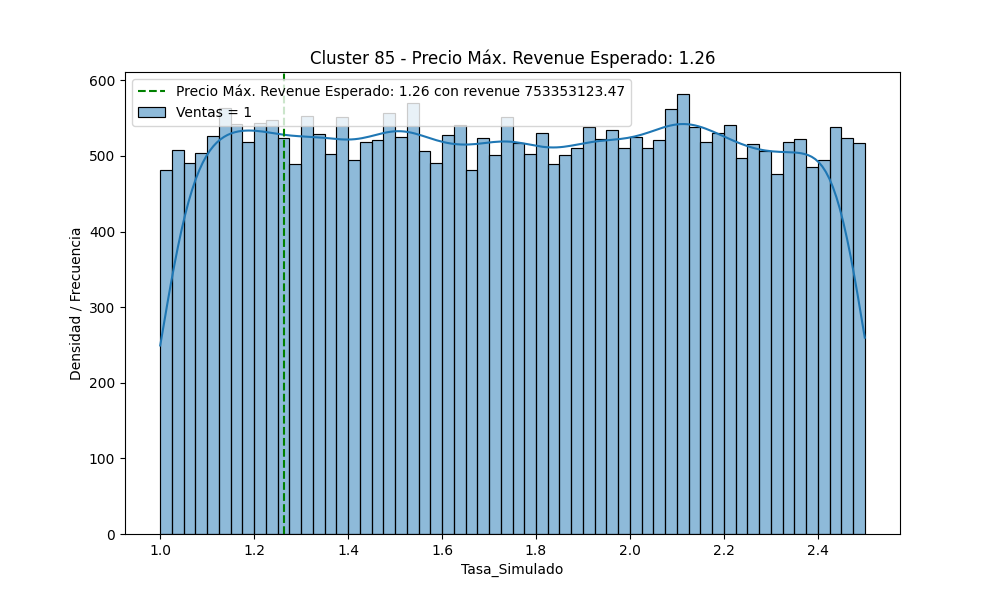 Cluster 85 - Precio Máx. Revenue Esperado: 1.26
Precio Máx. Revenue Esperado: 1.26 con revenue 753353123.47
Ventas = 1
Densidad / Frecuencia
600
500
400
300
200
100
0
1.0 1.2 1.4 1.6 1.8 2.0 2.2 2.4
Tasa_Simulado